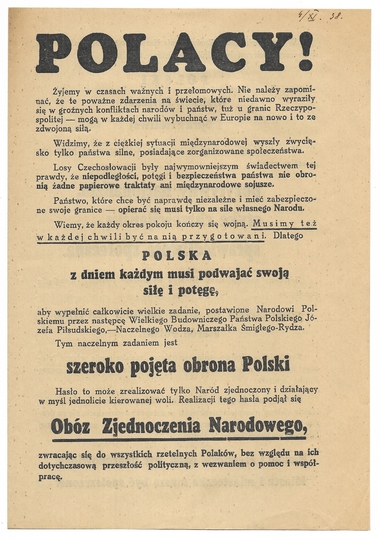 4/XI. 38.
POLACY!
Żyjemy w czasach ważnych i przełomowych. Nie należy zapomi-
nać, że te poważne zdarzenia na świecie, które niedawno wyraziły
się w groźnych konfliktach narodów i państw, tuż u granic Rzeczypo-
spolitej — mogą w każdej chwili wybuchnąć w Europie na nowo i to ze
zdwojoną siłą.
Widzimy, że z ciężkiej sytuacji międzynarodowej wyszły zwycię-
sko tylko państwa silne, posiadające zorganizowane społeczeństwa.
Losy Czechosłowacji były najwymowniejszym świadectwem tej
prawdy, że niepodległości, potęgi i bezpieczeństwa państwa nie obro-
nią żadne papierowe traktaty ani międzynarodowe sojusze.
Państwo, które chce być naprawdę niezależne i mieć zabezpieczo-
ne swoje granice — opierać się musi tylko na sile własnego Narodu.
Wiemy, że każdy okres pokoju kończy się wojną. Musimy też
w każdej chwili być na nią przygotowani. Dlatego
POLSKA
z dniem każdym musi podwajać swoją
siłę i potęgę,
aby wypełnić całkowicie wielkie zadanie, postawione Narodowi Pol-
skiemu przez następcę Wielkiego Budowniczego Państwa Polskiego Jó-
zefa Piłsudskiego,—Naczelnego Wodza, Marszałka Śmigłego-Rydza.
Tym naczelnym zadaniem jest
szeroko pojęta obrona Polski
Hasło to może zrealizować tylko Naród zjednoczony i działający
w myśl jednolicie kierowanej woli. Realizacji tego hasła podjął się
Obóz Zjednoczenia Narodowego,
zwracając się do wszystkich rzetelnych Polaków, bez względu na ich
dotychczasową przeszłość polityczną, z wezwaniem o pomoc i współ-
pracę.